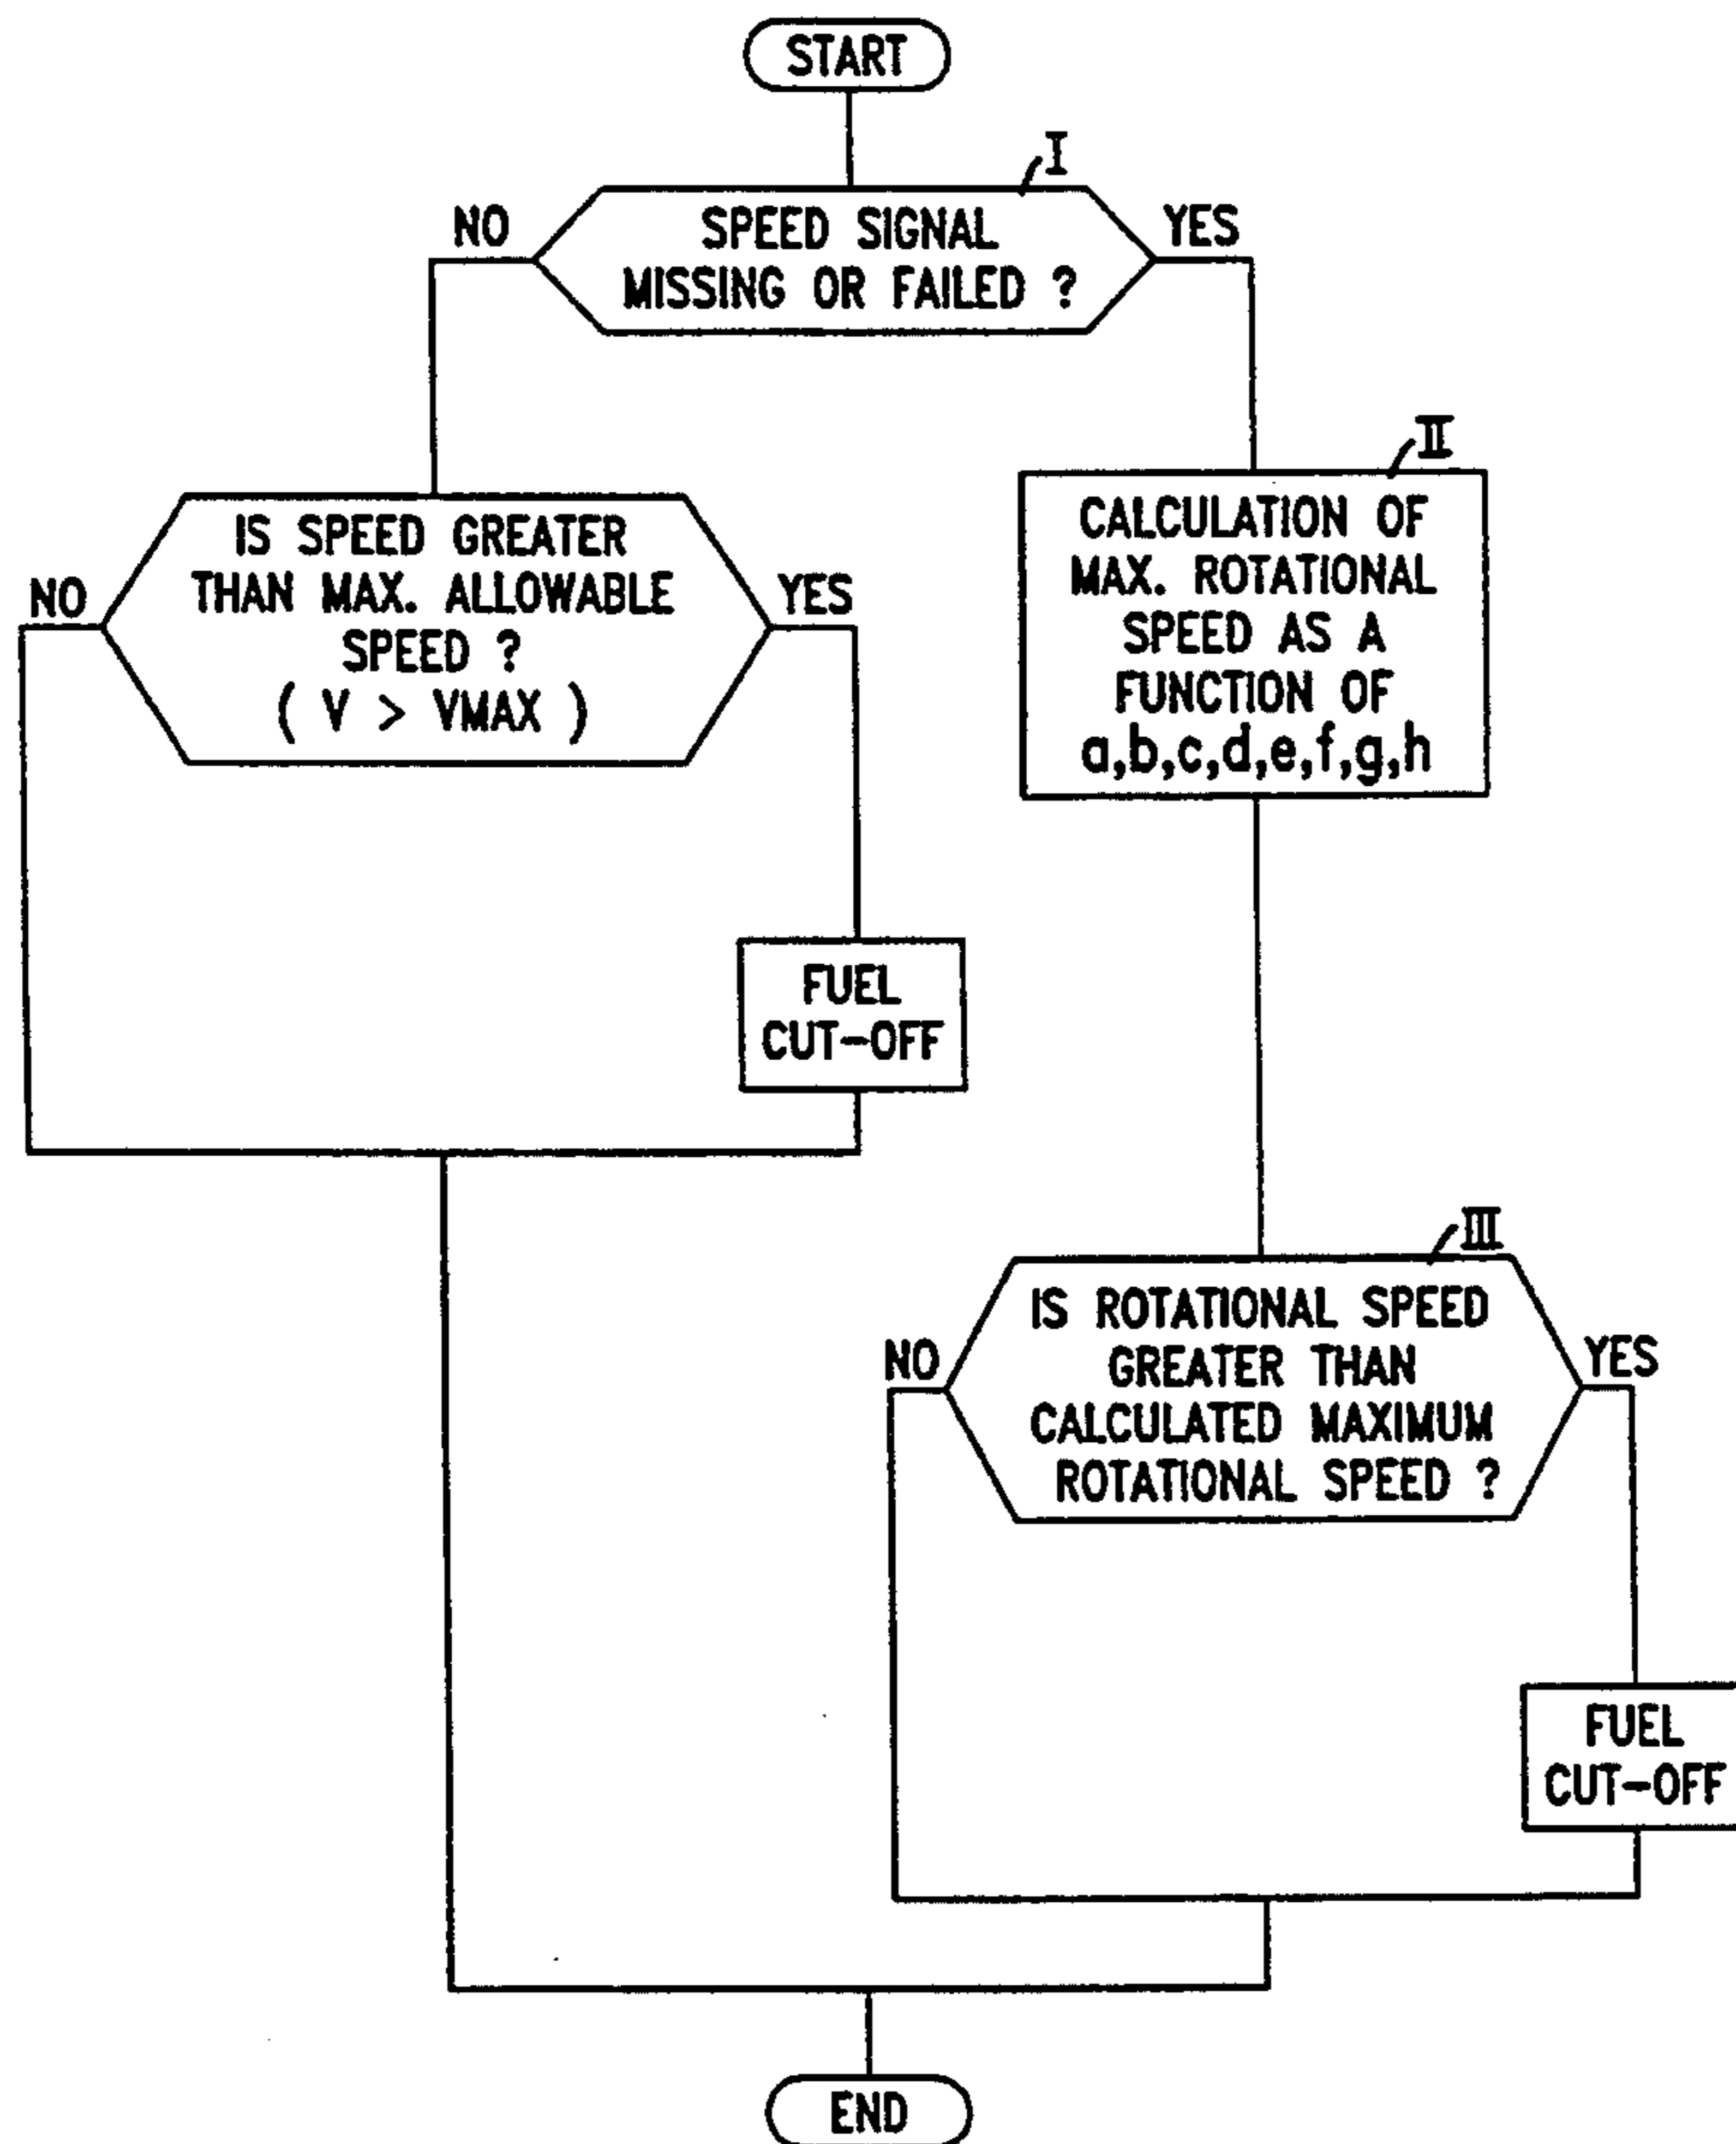 START
I
NO
SPEED SIGNAL
MISSING OR FAILED ?
YES
II
NO
IS SPEED GREATER
THAN MAX. ALLOWABLE
SPEED ?
( V > VMAX )
YES
CALCULATION OF
MAX. ROTATIONAL
SPEED AS A
FUNCTION OF
a,b,c,d,e,f,g,h
FUEL
CUT-OFF
III
NO
IS ROTATIONAL SPEED
GREATER THAN
CALCULATED MAXIMUM
ROTATIONAL SPEED ?
YES
FUEL
CUT-OFF
END